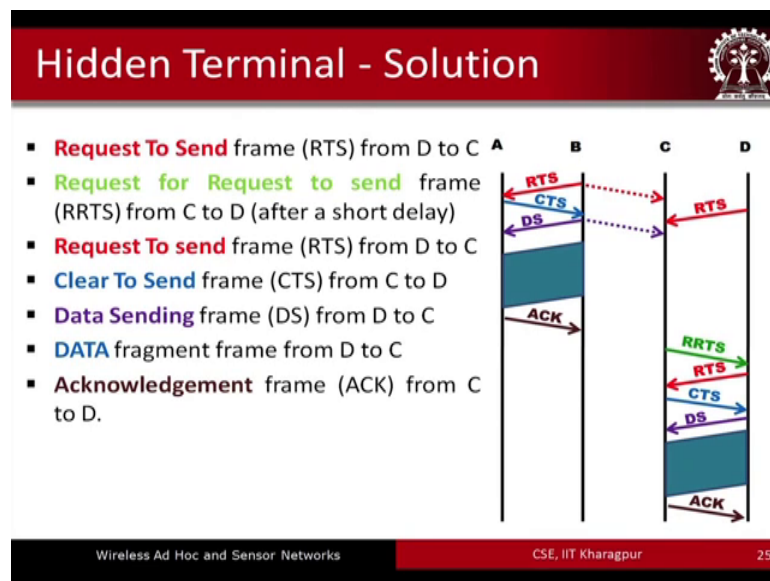 Hidden Terminal - Solution
▪ Request To Send frame (RTS) from D to C
▪ Request for Request to send frame
(RRTS) from C to D (after a short delay)
▪ Request To send frame (RTS) from D to C
▪ Clear To Send frame (CTS) from C to D
▪ Data Sending frame (DS) from D to C
▪ DATA fragment frame from D to C
▪ Acknowledgement frame (ACK) from C
to D.
A B C D
RTS
CTS
DS
RTS
ACK
RRTS
RTS
CTS
DS
ACK
Wireless Ad Hoc and Sensor Networks
CSE, IIT Kharagpur
25